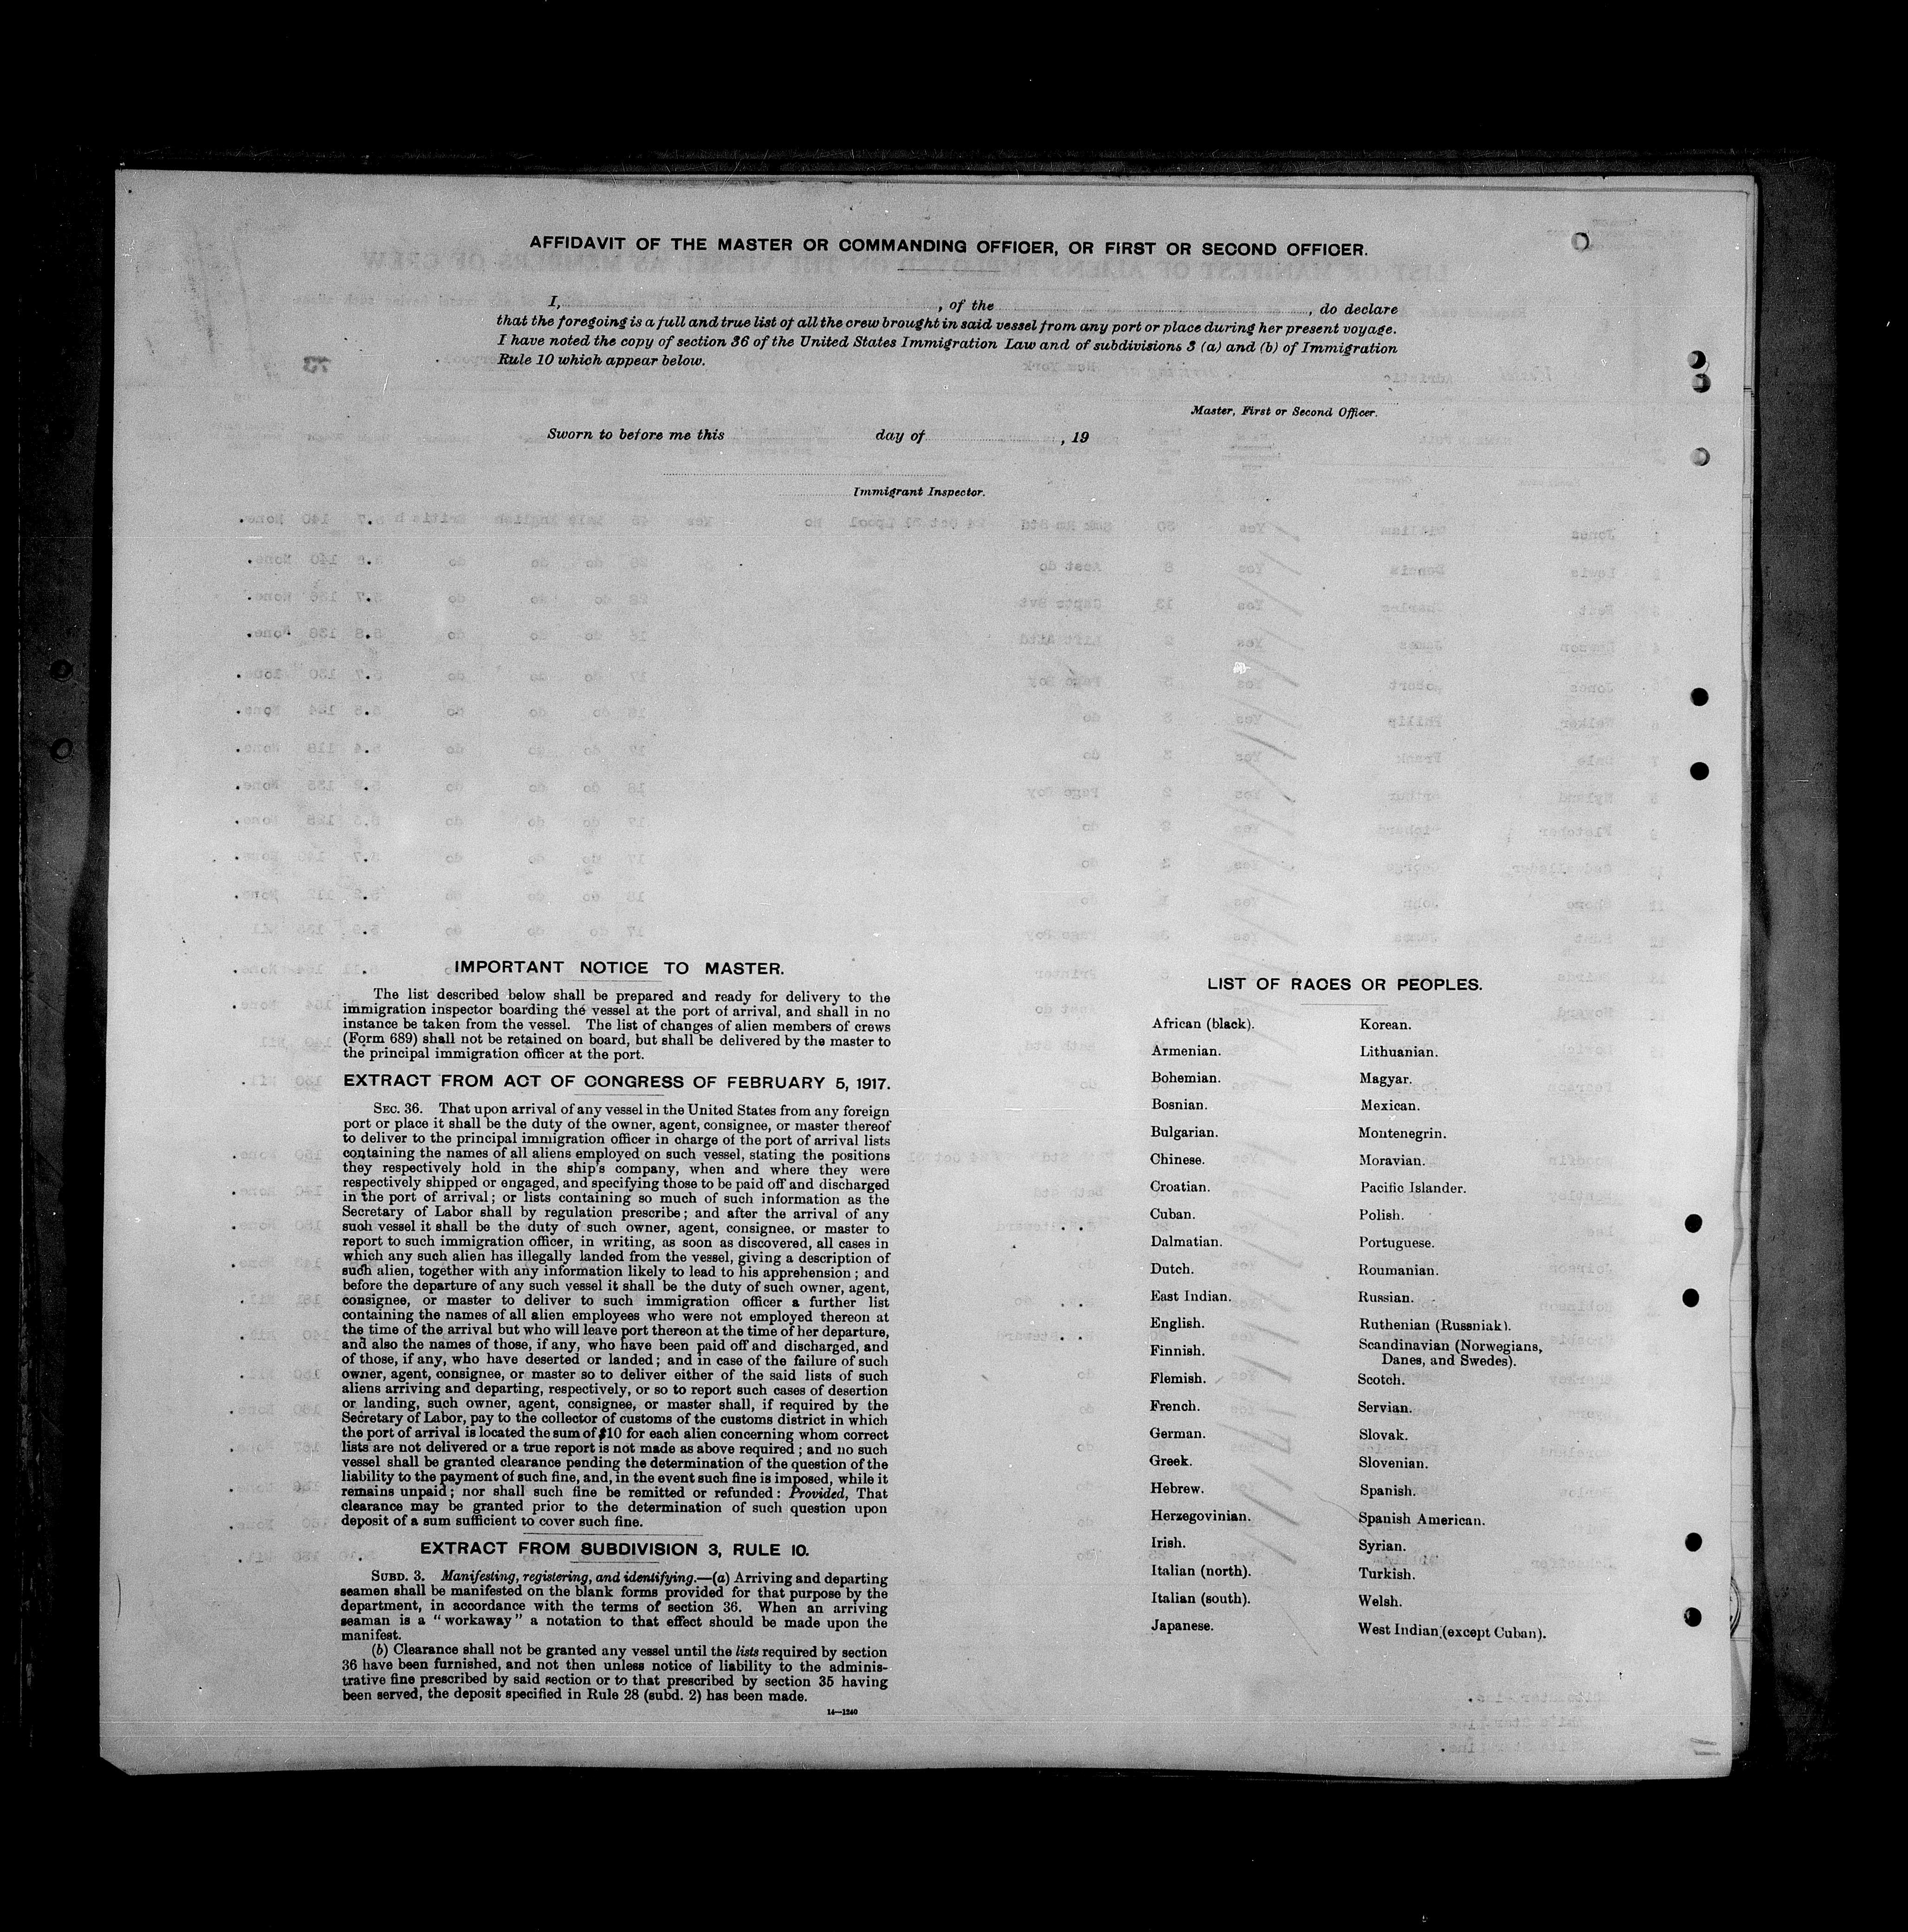 AFFIDAVIT OF THE MASTER OR COMMANDING OFFICER, OR FIRST OR SECOND OFFICER.
I, , of the , do declare
that the foregoing is a full and true list of all the crew brought in said vessel from any port or place during her present voyage.
I have noted the copy of section 36 of the United States Immigration Law and of subdivisions 3 (a) and (b) of Immigration
Rule 10 which appear below.
Master, First or Second Officer.
Sworn to before me this day of , 19
Immigrant Inspector.
IMPORTANT NOTICE TO MASTER.
The list described below shall be prepared and ready for delivery to the
immigration inspector boarding the vessel at the port of arrival, and shall in no
instance be taken from the vessel. The list of changes of alien members of crews
(Form 689) shall not be retained on board, but shall be delivered by the master to
the principal immigration officer at the port.
EXTRACT FROM ACT OF CONGRESS OF FEBRUARY 5, 1917.
SEC. 36. That upon arrival of any vessel in the United States from any foreign
port or place it shall be the duty of the owner, agent, consignee, or master thereof
to deliver to the principal immigration officer in charge of the port of arrival lists
containing the names of all aliens employed on such vessel, stating the positions
they respectively hold in the ship's company, when and where they were
respectively shipped or engaged, and specifying those to be paid off and discharged
in the port of arrival; or lists containing so much of such information as the
Secretary of Labor shall by regulation prescribe; and after the arrival of any
such vessel it shall be the duty of such owner, agent, consignee, or master to
report to such immigration officer, in writing, as soon as discovered, all cases in
which any such alien has illegally landed from the vessel, giving a description of
such alien, together with any information likely to lead to his apprehension; and
before the departure of any such vessel it shall be the duty of such owner, agent,
consignee, or master to deliver to such immigration officer a further list
containing the names of all alien employees who were not employed thereon at
the time of the arrival but who will leave port thereon at the time of her departure,
and also the names of those, if any, who have been paid off and discharged, and
of those, if any, who have deserted or landed; and in case of the failure of such
owner, agent, consignee, or master so to deliver either of the said lists of such
aliens arriving and departing, respectively, or so to report such cases of desertion
or landing, such owner, agent, consignee, or master shall, if required by the
Secretary of Labor, pay to the collector of customs of the customs district in which
the port of arrival is located the sum of $10 for each alien concerning whom correct
lists are not delivered or a true report is not made as above required; and no such
vessel shall be granted clearance pending the determination of the question of the
liability to the payment of such fine, and, in the event such fine is imposed, while it
remains unpaid; nor shall such fine be remitted or refunded: Provided, That
clearance may be granted prior to the determination of such question upon
deposit of a sum sufficient to cover such fine.
EXTRACT FROM SUBDIVISION 3, RULE 10.
SUBD. 3. Manifesting, registering, and identifying.—(a) Arriving and departing
seamen shall be manifested on the blank forms provided for that purpose by the
department, in accordance with the terms of section 36. When an arriving
seaman is a "workaway" a notation to that effect should be made upon the
manifest.
(b) Clearance shall not be granted any vessel until the lists required by section
36 have been furnished, and not then unless notice of liability to the adminis-
trative fine prescribed by said section or to that prescribed by section 35 having
been served, the deposit specified in Rule 28 (subd. 2) has been made.
14—1240
LIST OF RACES OR PEOPLES.
African (black).
Armenian.
Bohemian.
Bosnian.
Bulgarian.
Chinese.
Croatian.
Cuban.
Dalmatian.
Dutch.
East Indian.
English.
Finnish.
Flemish.
French.
German.
Greek.
Hebrew.
Herzegovinian.
Irish.
Italian (north).
Italian (south).
Japanese.
Korean.
Lithuanian.
Magyar.
Mexican.
Montenegrin.
Moravian.
Pacific Islander.
Polish.
Portuguese.
Roumanian.
Russian.
Ruthenian (Russniak).
Scandinavian (Norwegians,
Danes, and Swedes).
Scotch.
Servian.
Slovak.
Slovenian.
Spanish.
Spanish American.
Syrian.
Turkish.
Welsh.
West Indian (except Cuban).